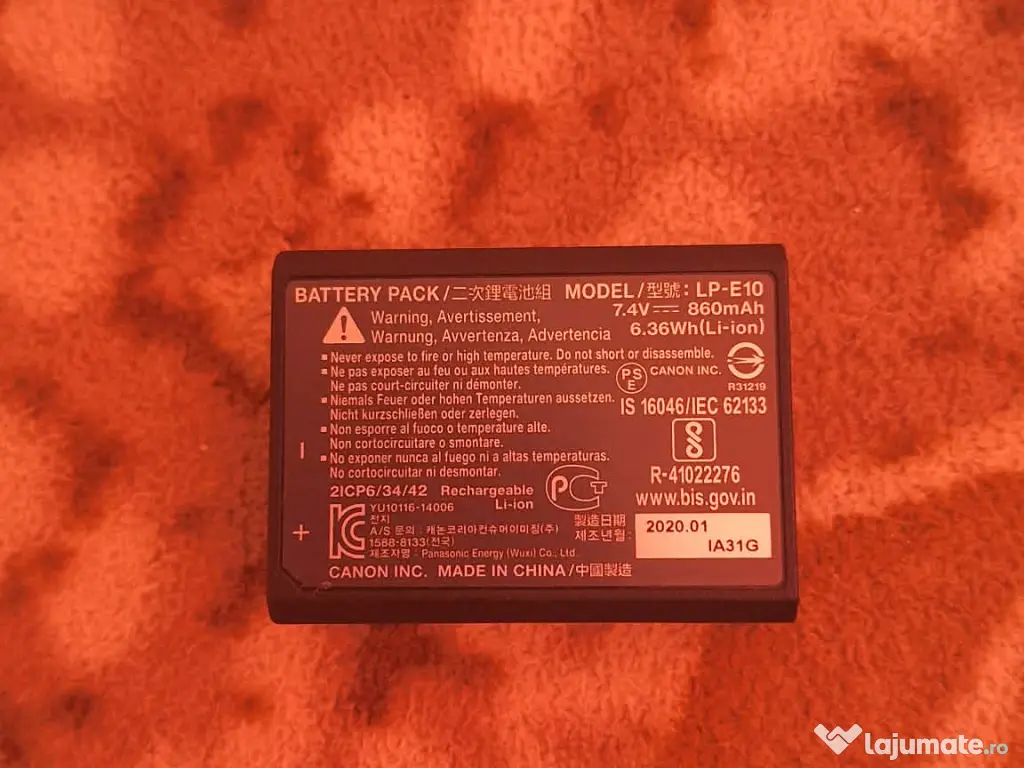 BATTERY PACK/二次鋰電池組 MODEL/型號: LP-E10
7.4V⎓ 860mAh
6.36Wh(Li-ion)
Warning, Avertissement,
Warnung, Avvertenza, Advertencia
▪Never expose to fire or high temperature. Do not short or disassemble.
▪Ne pas exposer au feu ou aux hautes températures.
Ne pas court-circuiter ni démonter.
▪Niemals Feuer oder hohen Temperaturen aussetzen.
Nicht kurzschließen oder zerlegen.
▪Non esporre al fuoco o temperature alte.
Non cortocircuitare o smontare.
▪No exponer nunca al fuego ni a altas temperaturas.
No cortocircuitar ni desmontar.
PS
E
CANON INC.
R31219
IS 16046/IEC 62133
R-41022276
www.bis.gov.in
2ICP6/34/42 Rechargeable
Li-ion
YU10116-14006
전지
A/S 문의 : 캐논코리아컨슈머이미징(주)
1588-8133(전국)
제조자명 : Panasonic Energy (Wuxi) Co., Ltd.
製造日期
제조년월:
2020.01
IA31G
CANON INC. MADE IN CHINA/中國製造
lajumate.ro